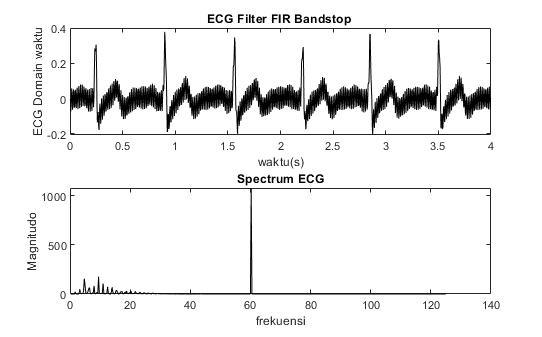 ECG Filter FIR Bandstop
ECG Domain waktu
0.4
0.2
0
-0.2
0 0.5 1 1.5 2 2.5 3 3.5 4
waktu(s)
Spectrum ECG
Magnitudo
1000
500
0
0 20 40 60 80 100 120 140
frekuensi